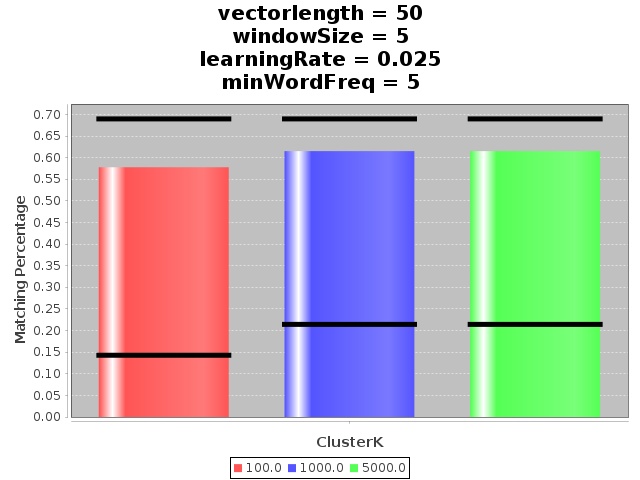 vectorlength = 50
windowSize = 5
learningRate = 0.025
minWordFreq = 5
Matching Percentage
0.70
0.65
0.60
0.55
0.50
0.45
0.40
0.35
0.30
0.25
0.20
0.15
0.10
0.05
0.00
ClusterK
100.0 1000.0 5000.0